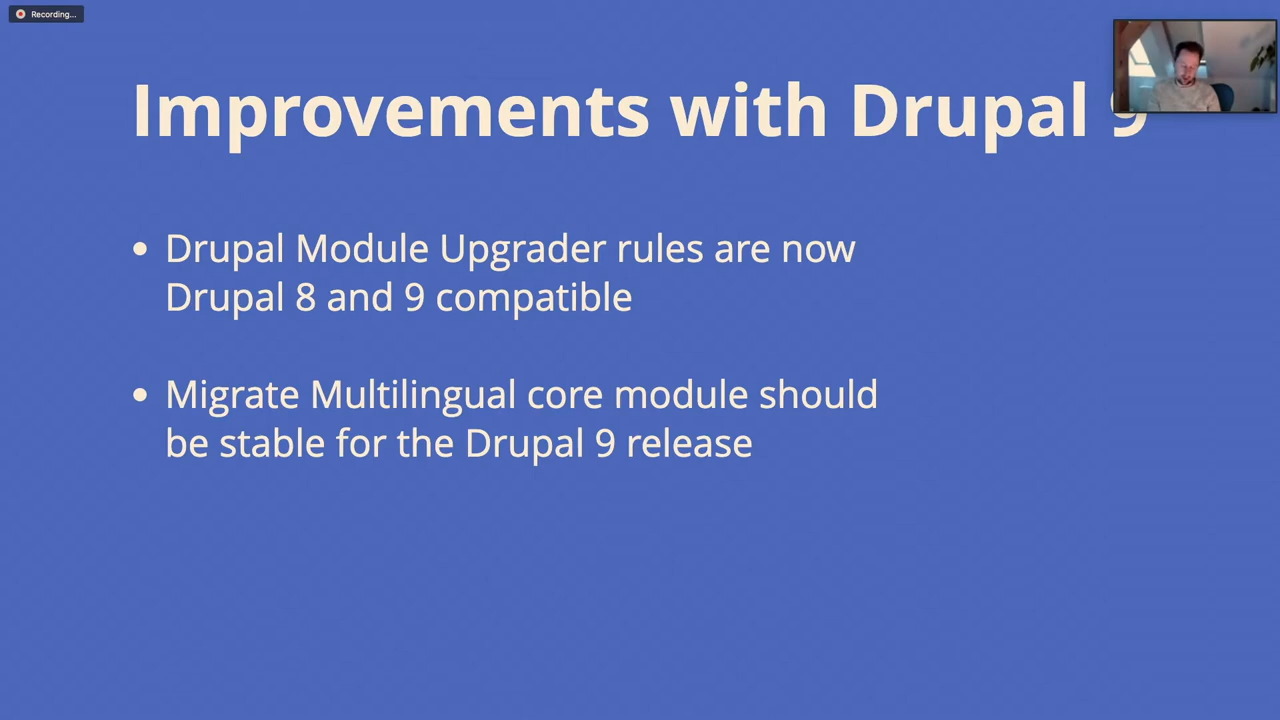 Recording...
Improvements with Drupal 9
• Drupal Module Upgrader rules are now
Drupal 8 and 9 compatible
• Migrate Multilingual core module should
be stable for the Drupal 9 release